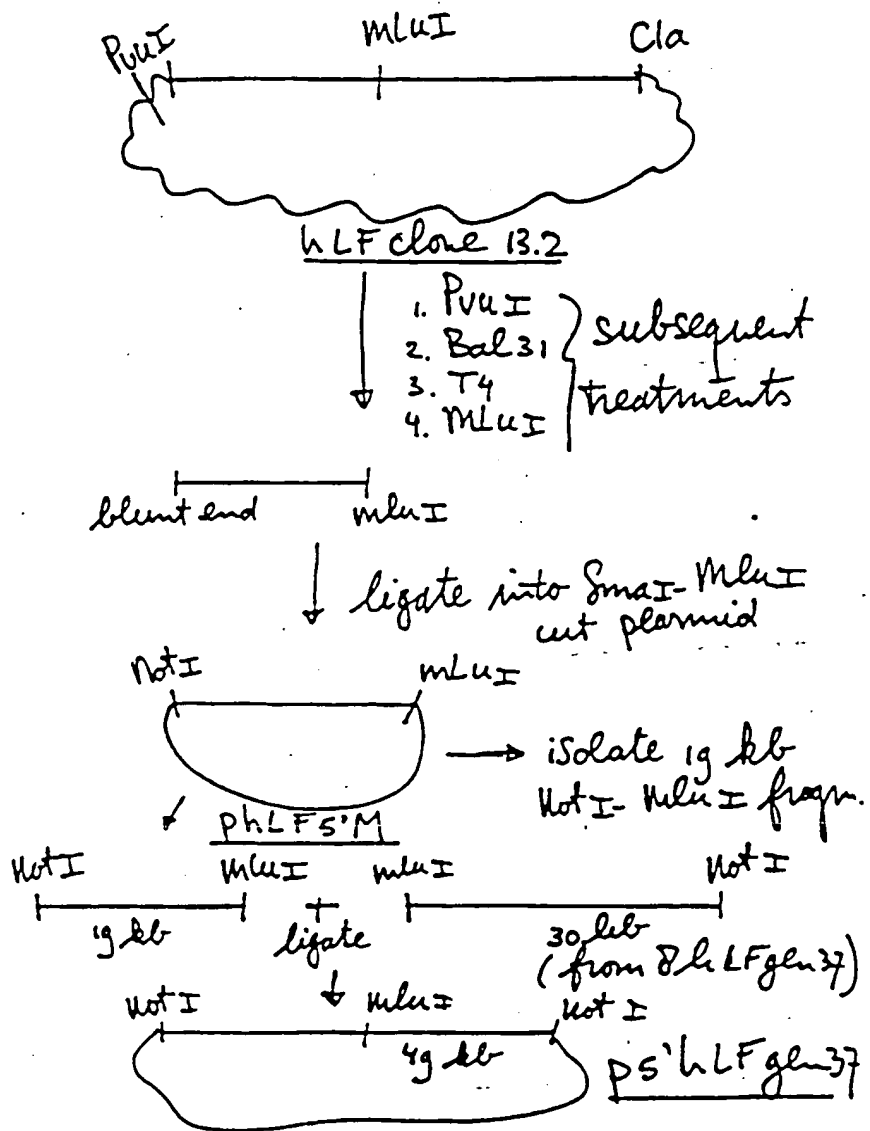 PvuI
mLuI
Cla
hLF clone 13.2
1. PvuI
2. Bal31
3. T4
4. mLuI
subsequent
treatments
blunt end
mluI
ligate into SmaI-MluI
cut plasmid
NotI
mLuI
isolate 19 kb
NotI-MluI fragm.
phLF5'M
NotI
MluI
mluI
NotI
19 kb
ligate
30 kb
(from 8hLFgen37)
NotI
mluI
NotI
49 kb
p5'hLFgen37